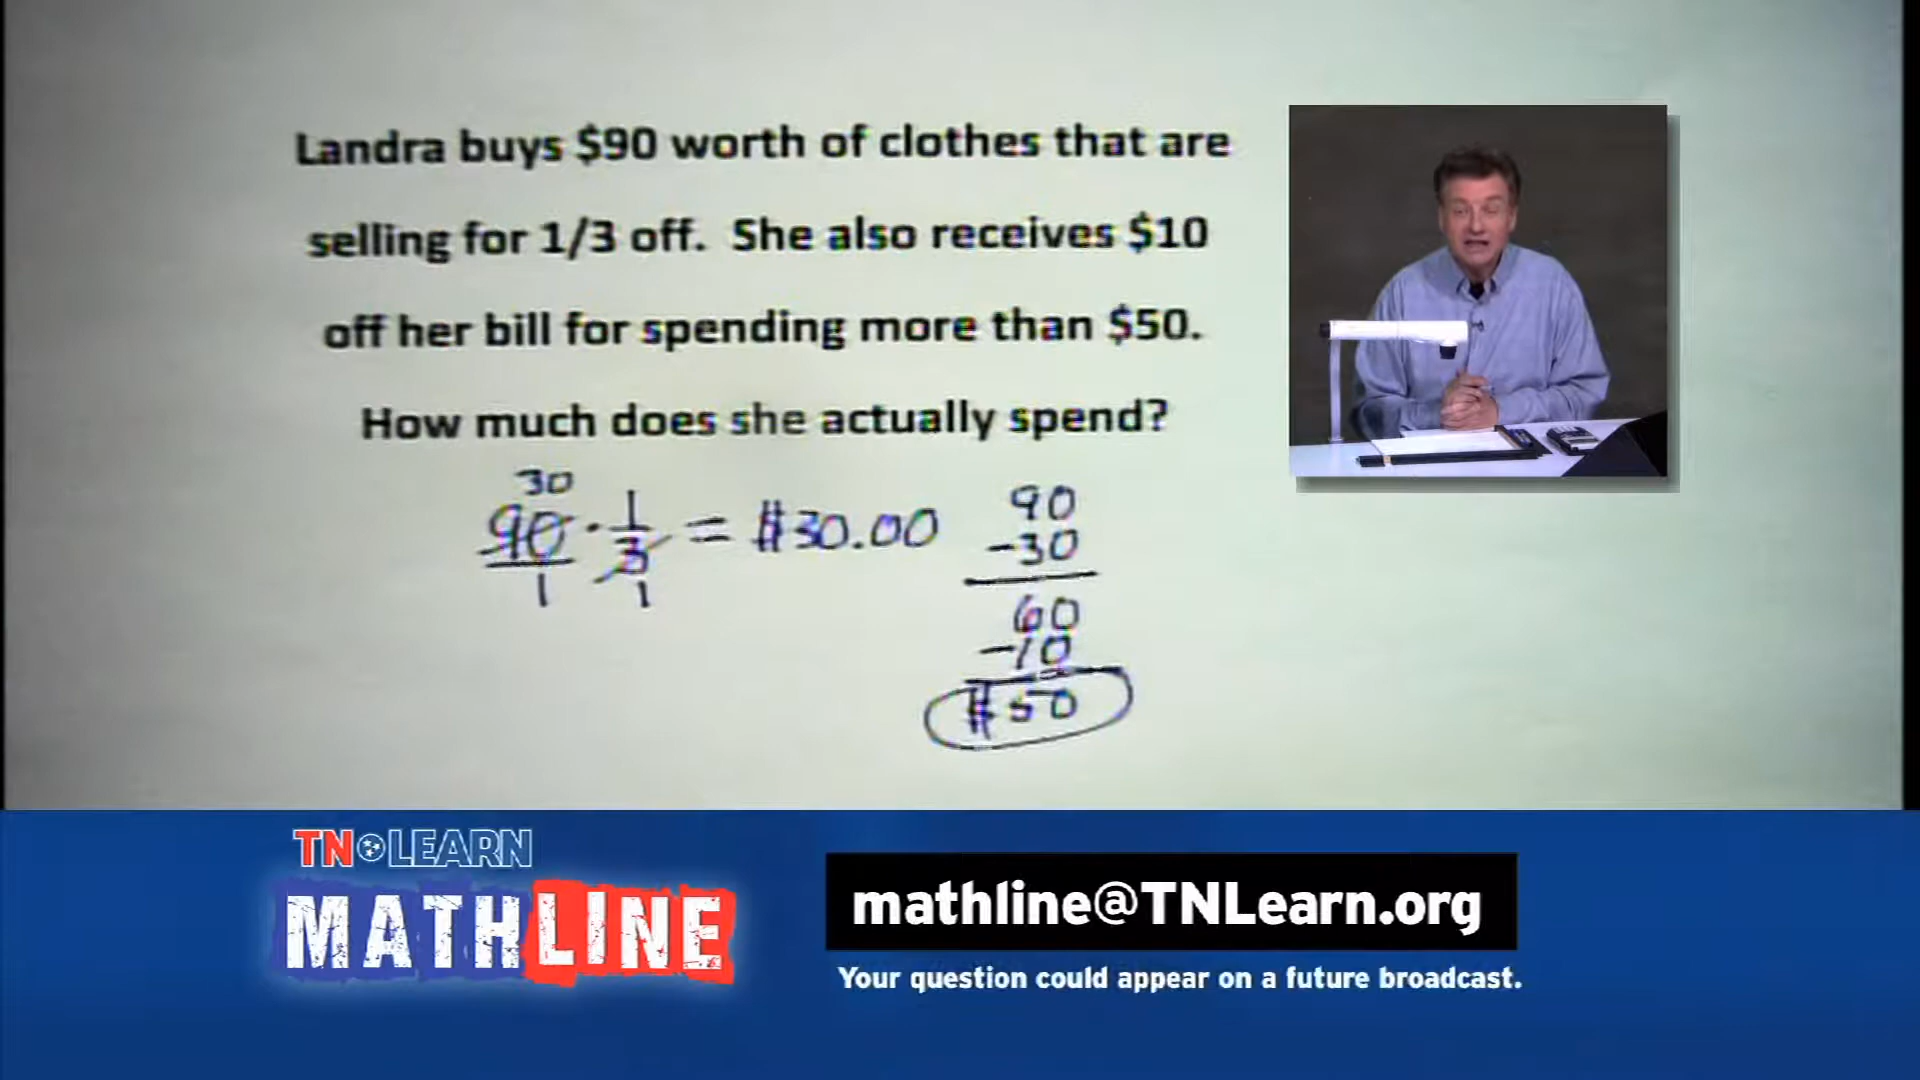 Landra buys $90 worth of clothes that are
selling for 1/3 off. She also receives $10
off her bill for spending more than $50.
How much does she actually spend?
30
90 · 1 = $30.00
1 3
1
90
-30
60
-10
$50
TN LEARN
MATHLINE
mathline@TNLearn.org
Your question could appear on a future broadcast.